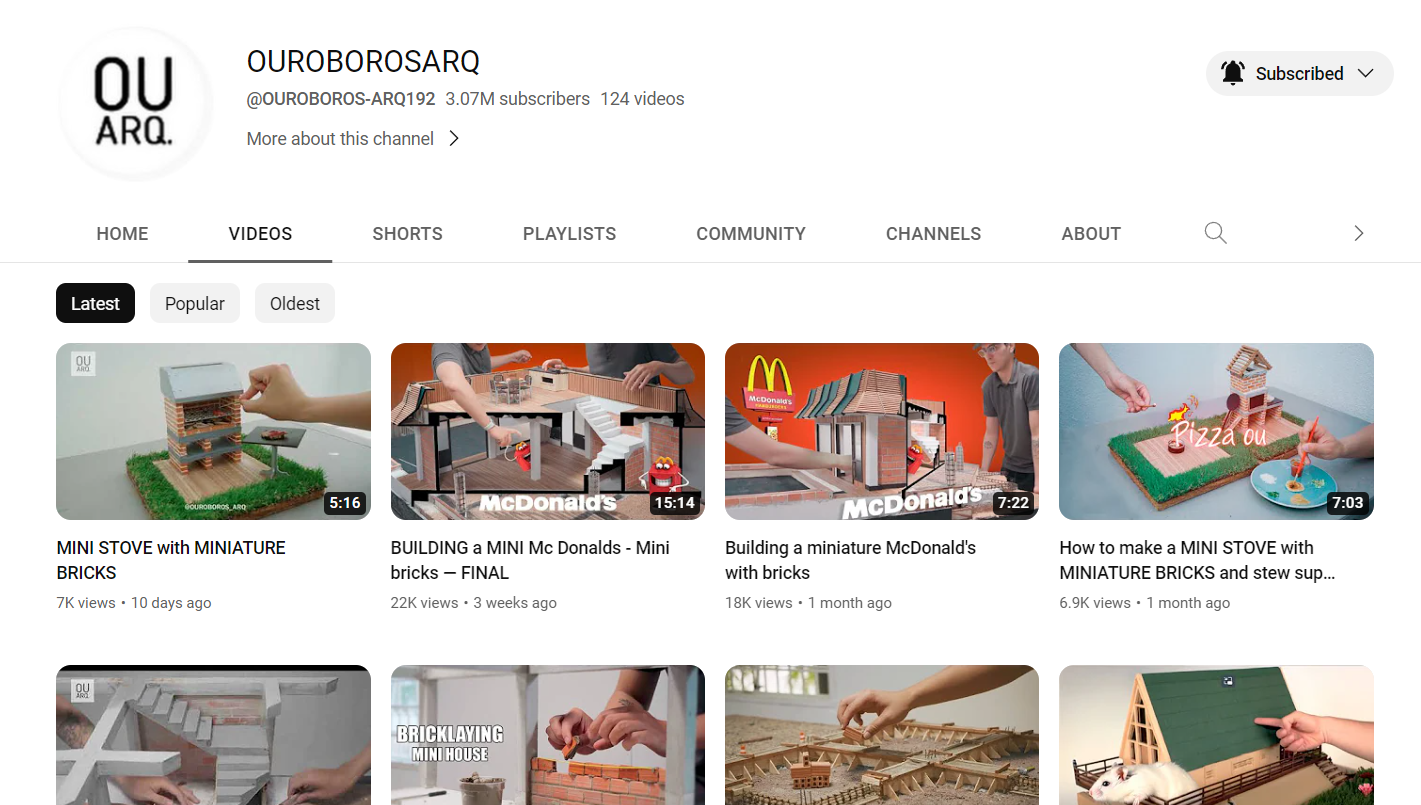 OU
ARQ.
OUROBOROSARQ
@OUROBOROS-ARQ192 3.07M subscribers 124 videos
More about this channel
Subscribed
HOME VIDEOS SHORTS PLAYLISTS COMMUNITY CHANNELS ABOUT
Latest Popular Oldest
OU
ARQ.
@OUROBOROS_ARQ
5:16
McDonald's
15:14
McDonald's
HAMBURGERS
McDonald's
7:22
Pizza ou
7:03
MINI STOVE with MINIATURE
BRICKS
7K views • 10 days ago
BUILDING a MINI Mc Donalds - Mini
bricks — FINAL
22K views • 3 weeks ago
Building a miniature McDonald's
with bricks
18K views • 1 month ago
How to make a MINI STOVE with
MINIATURE BRICKS and stew sup...
6.9K views • 1 month ago
OU
ARQ.
BRICKLAYING
MINI HOUSE